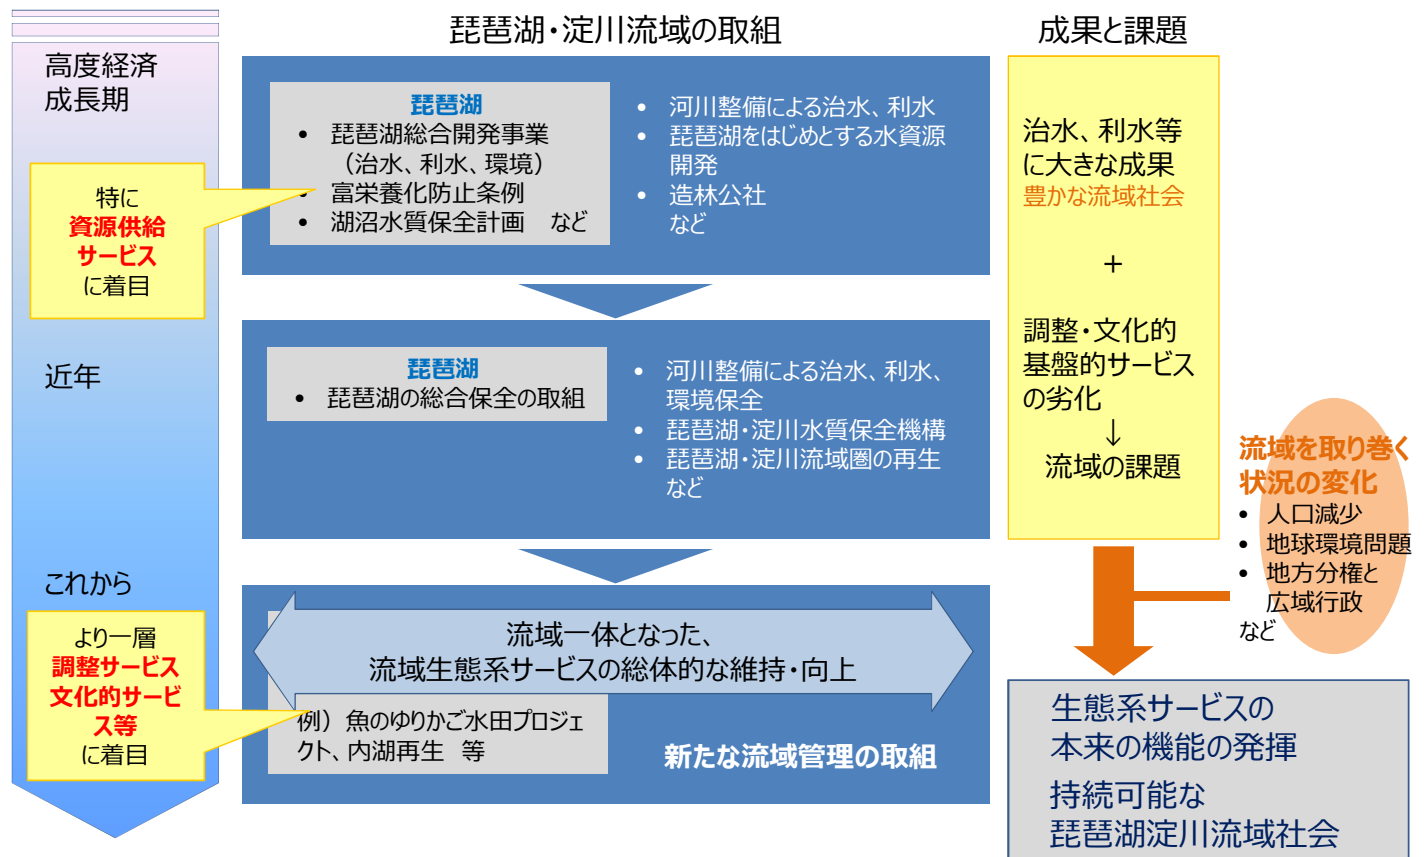 琵琶湖・淀川流域の取組
成果と課題
高度経済
成長期
特に
資源供給
サービス
に着目
琵琶湖
• 琵琶湖総合開発事業
（治水、利水、環境）
• 富栄養化防止条例
• 湖沼水質保全計画　など
• 河川整備による治水、利水
• 琵琶湖をはじめとする水資源
開発
• 造林公社
など
治水、利水等
に大きな成果
豊かな流域社会
＋
調整・文化的
基盤的サービス
の劣化
↓
流域の課題
近年
琵琶湖
• 琵琶湖の総合保全の取組
• 河川整備による治水、利水、
環境保全
• 琵琶湖・淀川水質保全機構
• 琵琶湖・淀川流域圏の再生
など
流域を取り巻く
状況の変化
• 人口減少
• 地球環境問題
• 地方分権と
広域行政
など
これから
より一層
調整サービス
文化的サービ
ス等
に着目
流域一体となった、
流域生態系サービスの総体的な維持・向上
例）魚のゆりかご水田プロジェ
クト、内湖再生　等
新たな流域管理の取組
生態系サービスの
本来の機能の発揮
持続可能な
琵琶湖淀川流域社会